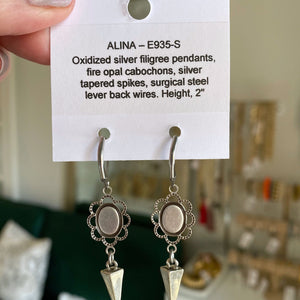 ALINA – E935-S
Oxidized silver filigree pendants,
fire opal cabochons, silver
tapered spikes, surgical steel
lever back wires. Height, 2"